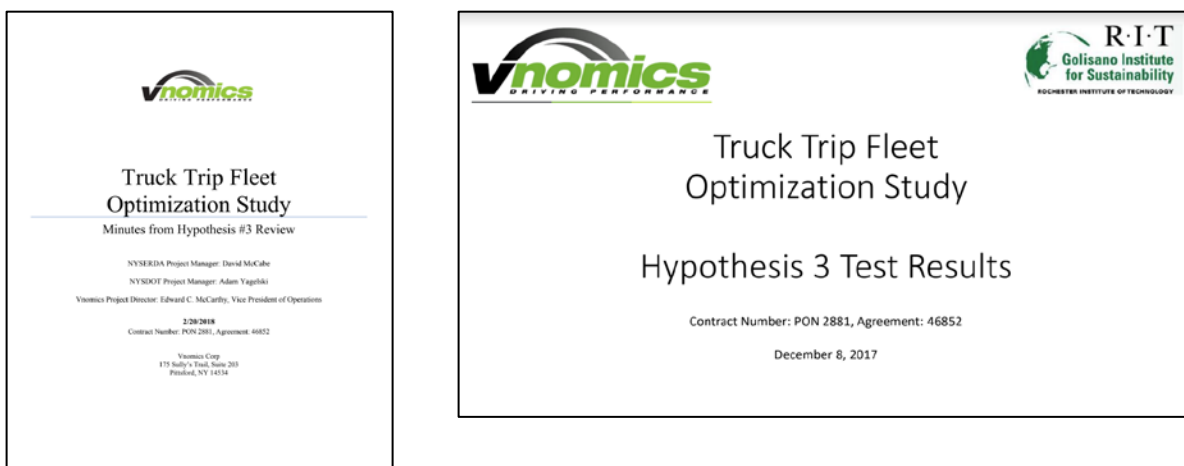 vnomics
DRIVING PERFORMANCE
Truck Trip Fleet
Optimization Study
Minutes from Hypothesis #3 Review
NYSERDA Project Manager: David McCabe
NYSDOT Project Manager: Adam Yagelski
Vnomics Project Director: Edward C. McCarthy, Vice President of Operations
2/20/2018
Contract Number: PON 2881, Agreement: 46852
Vnomics Corp
175 Sully's Trail, Suite 203
Pittsford, NY 14534
vnomics
DRIVING PERFORMANCE
R·I·T
Golisano Institute
for Sustainability
ROCHESTER INSTITUTE OF TECHNOLOGY
Truck Trip Fleet
Optimization Study
Hypothesis 3 Test Results
Contract Number: PON 2881, Agreement: 46852
December 8, 2017